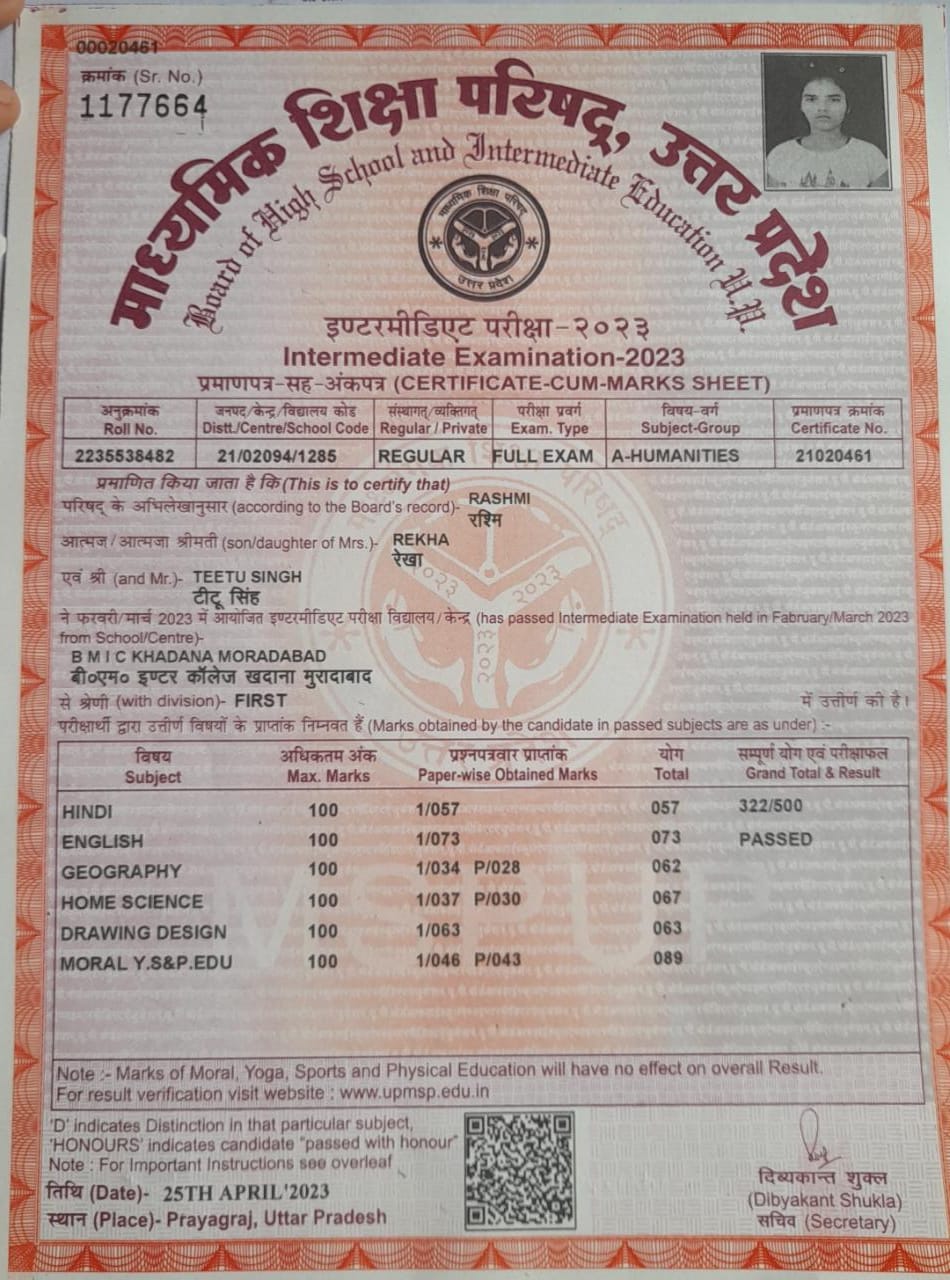 00020461
क्रमांक (Sr. No.)
1177664
माध्यमिक शिक्षा परिषद्, उत्तर प्रदेश
Board of High School and Intermediate Education U.P.
माध्यमिक शिक्षा परिषद्
उत्तर प्रदेश
इण्टरमीडिएट परीक्षा-२०२३
Intermediate Examination-2023
प्रमाणपत्र-सह-अंकपत्र (CERTIFICATE-CUM-MARKS SHEET)
अनुक्रमांक जनपद/केन्द्र/विद्यालय कोड संस्थागत/व्यक्तिगत परीक्षा प्रवर्ग विषय-वर्ग प्रमाणपत्र क्रमांक
Roll No. Distt./Centre/School Code Regular / Private Exam. Type Subject-Group Certificate No.
2235538482 21/02094/1285 REGULAR FULL EXAM A-HUMANITIES 21020461
प्रमाणित किया जाता है कि(This is to certify that)
परिषद् के अभिलेखानुसार (according to the Board's record)- RASHMI
रश्मि
आत्मज/आत्मजा श्रीमती (son/daughter of Mrs.)- REKHA
रेखा
एवं श्री (and Mr.)- TEETU SINGH
टीटू सिंह
ने फरवरी/मार्च 2023 में आयोजित इण्टरमीडिएट परीक्षा विद्यालय/केन्द्र (has passed Intermediate Examination held in Fabruary/March 2023
from School/Centre)-
B M I C KHADANA MORADABAD
बी०एम० इण्टर कॉलेज खदाना मुरादाबाद
से श्रेणी (with division)- FIRST में उत्तीर्ण की है।
परीक्षार्थी द्वारा उत्तीर्ण विषयों के प्राप्तांक निम्नवत हैं (Marks obtained by the candidate in passed subjects are as under) :-
विषय अधिकतम अंक प्रश्नपत्रवार प्राप्तांक योग सम्पूर्ण योग एवं परीक्षाफल
Subject Max. Marks Paper-wise Obtained Marks Total Grand Total & Result
HINDI 100 1/057 057 322/500
ENGLISH 100 1/073 073 PASSED
GEOGRAPHY 100 1/034 P/028 062
HOME SCIENCE 100 1/037 P/030 067
DRAWING DESIGN 100 1/063 063
MORAL Y.S&P.EDU 100 1/046 P/043 089
MSPUP
Note :- Marks of Moral, Yoga, Sports and Physical Education will have no effect on overall Result.
For result verification visit website : www.upmsp.edu.in
'D' indicates Distinction in that particular subject,
'HONOURS' indicates candidate "passed with honour"
Note : For Important Instructions see overleaf
तिथि (Date)- 25TH APRIL'2023
स्थान (Place)- Prayagraj, Uttar Pradesh
दिब्यकान्त शुक्ल
(Dibyakant Shukla)
सचिव (Secretary)